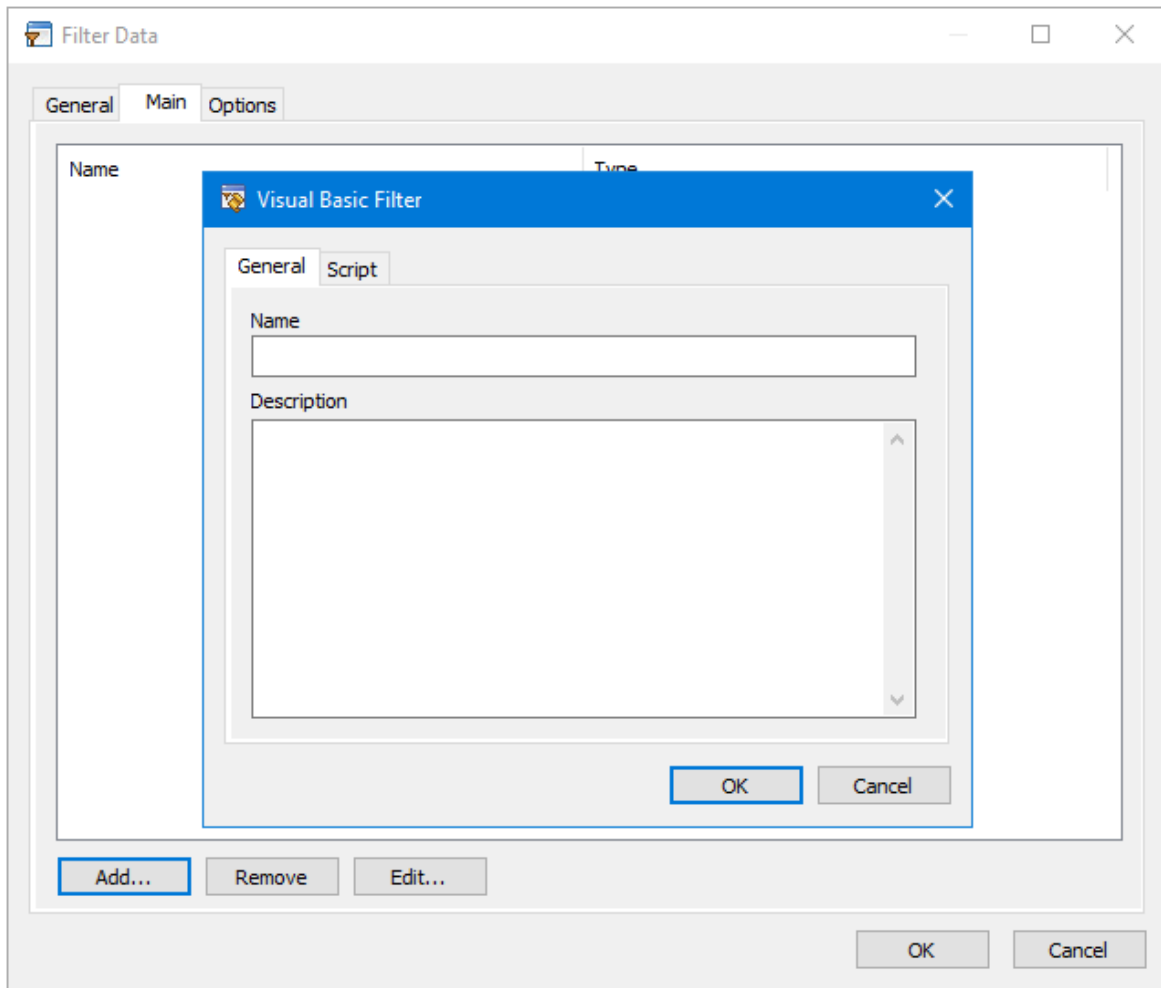 Filter Data
General Main Options
Name Type
Visual Basic Filter
General Script
Name
Description
OK Cancel
Add... Remove Edit...
OK Cancel